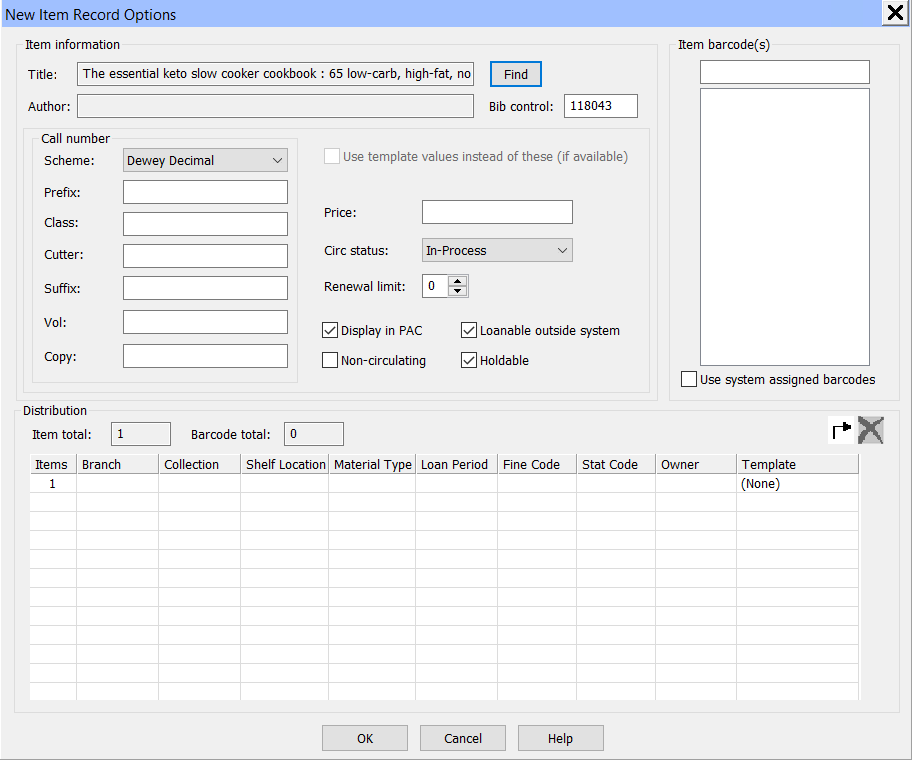 New Item Record Options
Item information
Title: The essential keto slow cooker cookbook : 65 low-carb, high-fat, no Find
Author: Bib control: 118043
Call number
Scheme: Dewey Decimal
Prefix:
Class:
Cutter:
Suffix:
Vol:
Copy:
Use template values instead of these (if available)
Price:
Circ status: In-Process
Renewal limit: 0
Display in PAC Loanable outside system
Non-circulating Holdable
Item barcode(s)
Use system assigned barcodes
Distribution
Item total: 1 Barcode total: 0
Items Branch Collection Shelf Location Material Type Loan Period Fine Code Stat Code Owner Template
1 (None)
OK Cancel Help